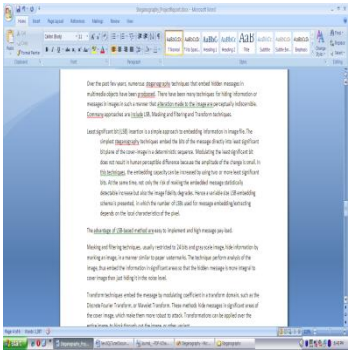 Steganography_ProjectReport.docx - Microsoft Word
Home Insert Page Layout References Mailings Review View
Over the past few years, numerous steganography techniques that embed hidden messages in
multimedia objects have been produced. There have been many techniques for hiding information or
messages in images in such a manner that alteration made to the image are perceptually indiscernible.
Commonly approaches are include LSB, Masking and filtering and Transform techniques.
Least significant bit (LSB) insertion is a simple approach to embedding information in image file. The
simplest steganography techniques embed the bits of the message directly into least significant
bit plane of the cover-image in a deterministic sequence. Modulating the least significant bit
does not result in human perceptible difference because the amplitude of the change is small. In
this techniques, the embedding capacity can be increased by using two or more least significant
bits. At the same time, not only the risk of making the embedded message statistically
detectable increase but also the image fidelity degrades. Hence a variable size LSB embedding
schema is presented, in which the number of LSBs used for message embedding/extracting
depends on the local characteristics of the pixel.
The advantage of LSB-based method are easy to implement and high message pay-load.
Masking and filtering techniques, usually restricted to 24 bits and gray scale image, hide information by
marking an image, in a manner similar to paper watermarks. The technique perform analysis of the
image, thus embed the information in significant areas so that the hidden message is more integral to
cover image than just hiding it in the noise level.
Transform techniques embed the message by modulating coefficient in a transform domain, such as the
Discrete Fourier Transform, or Wavelet Transform. These methods hide messages in significant areas of
the cover image, which make them more robust to attack. Transformations can be applied over the